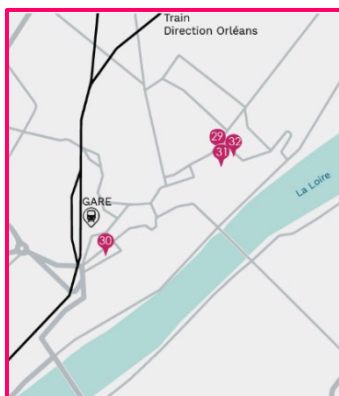 Train
Direction Orléans
29
32
31
La Loire
GARE
30